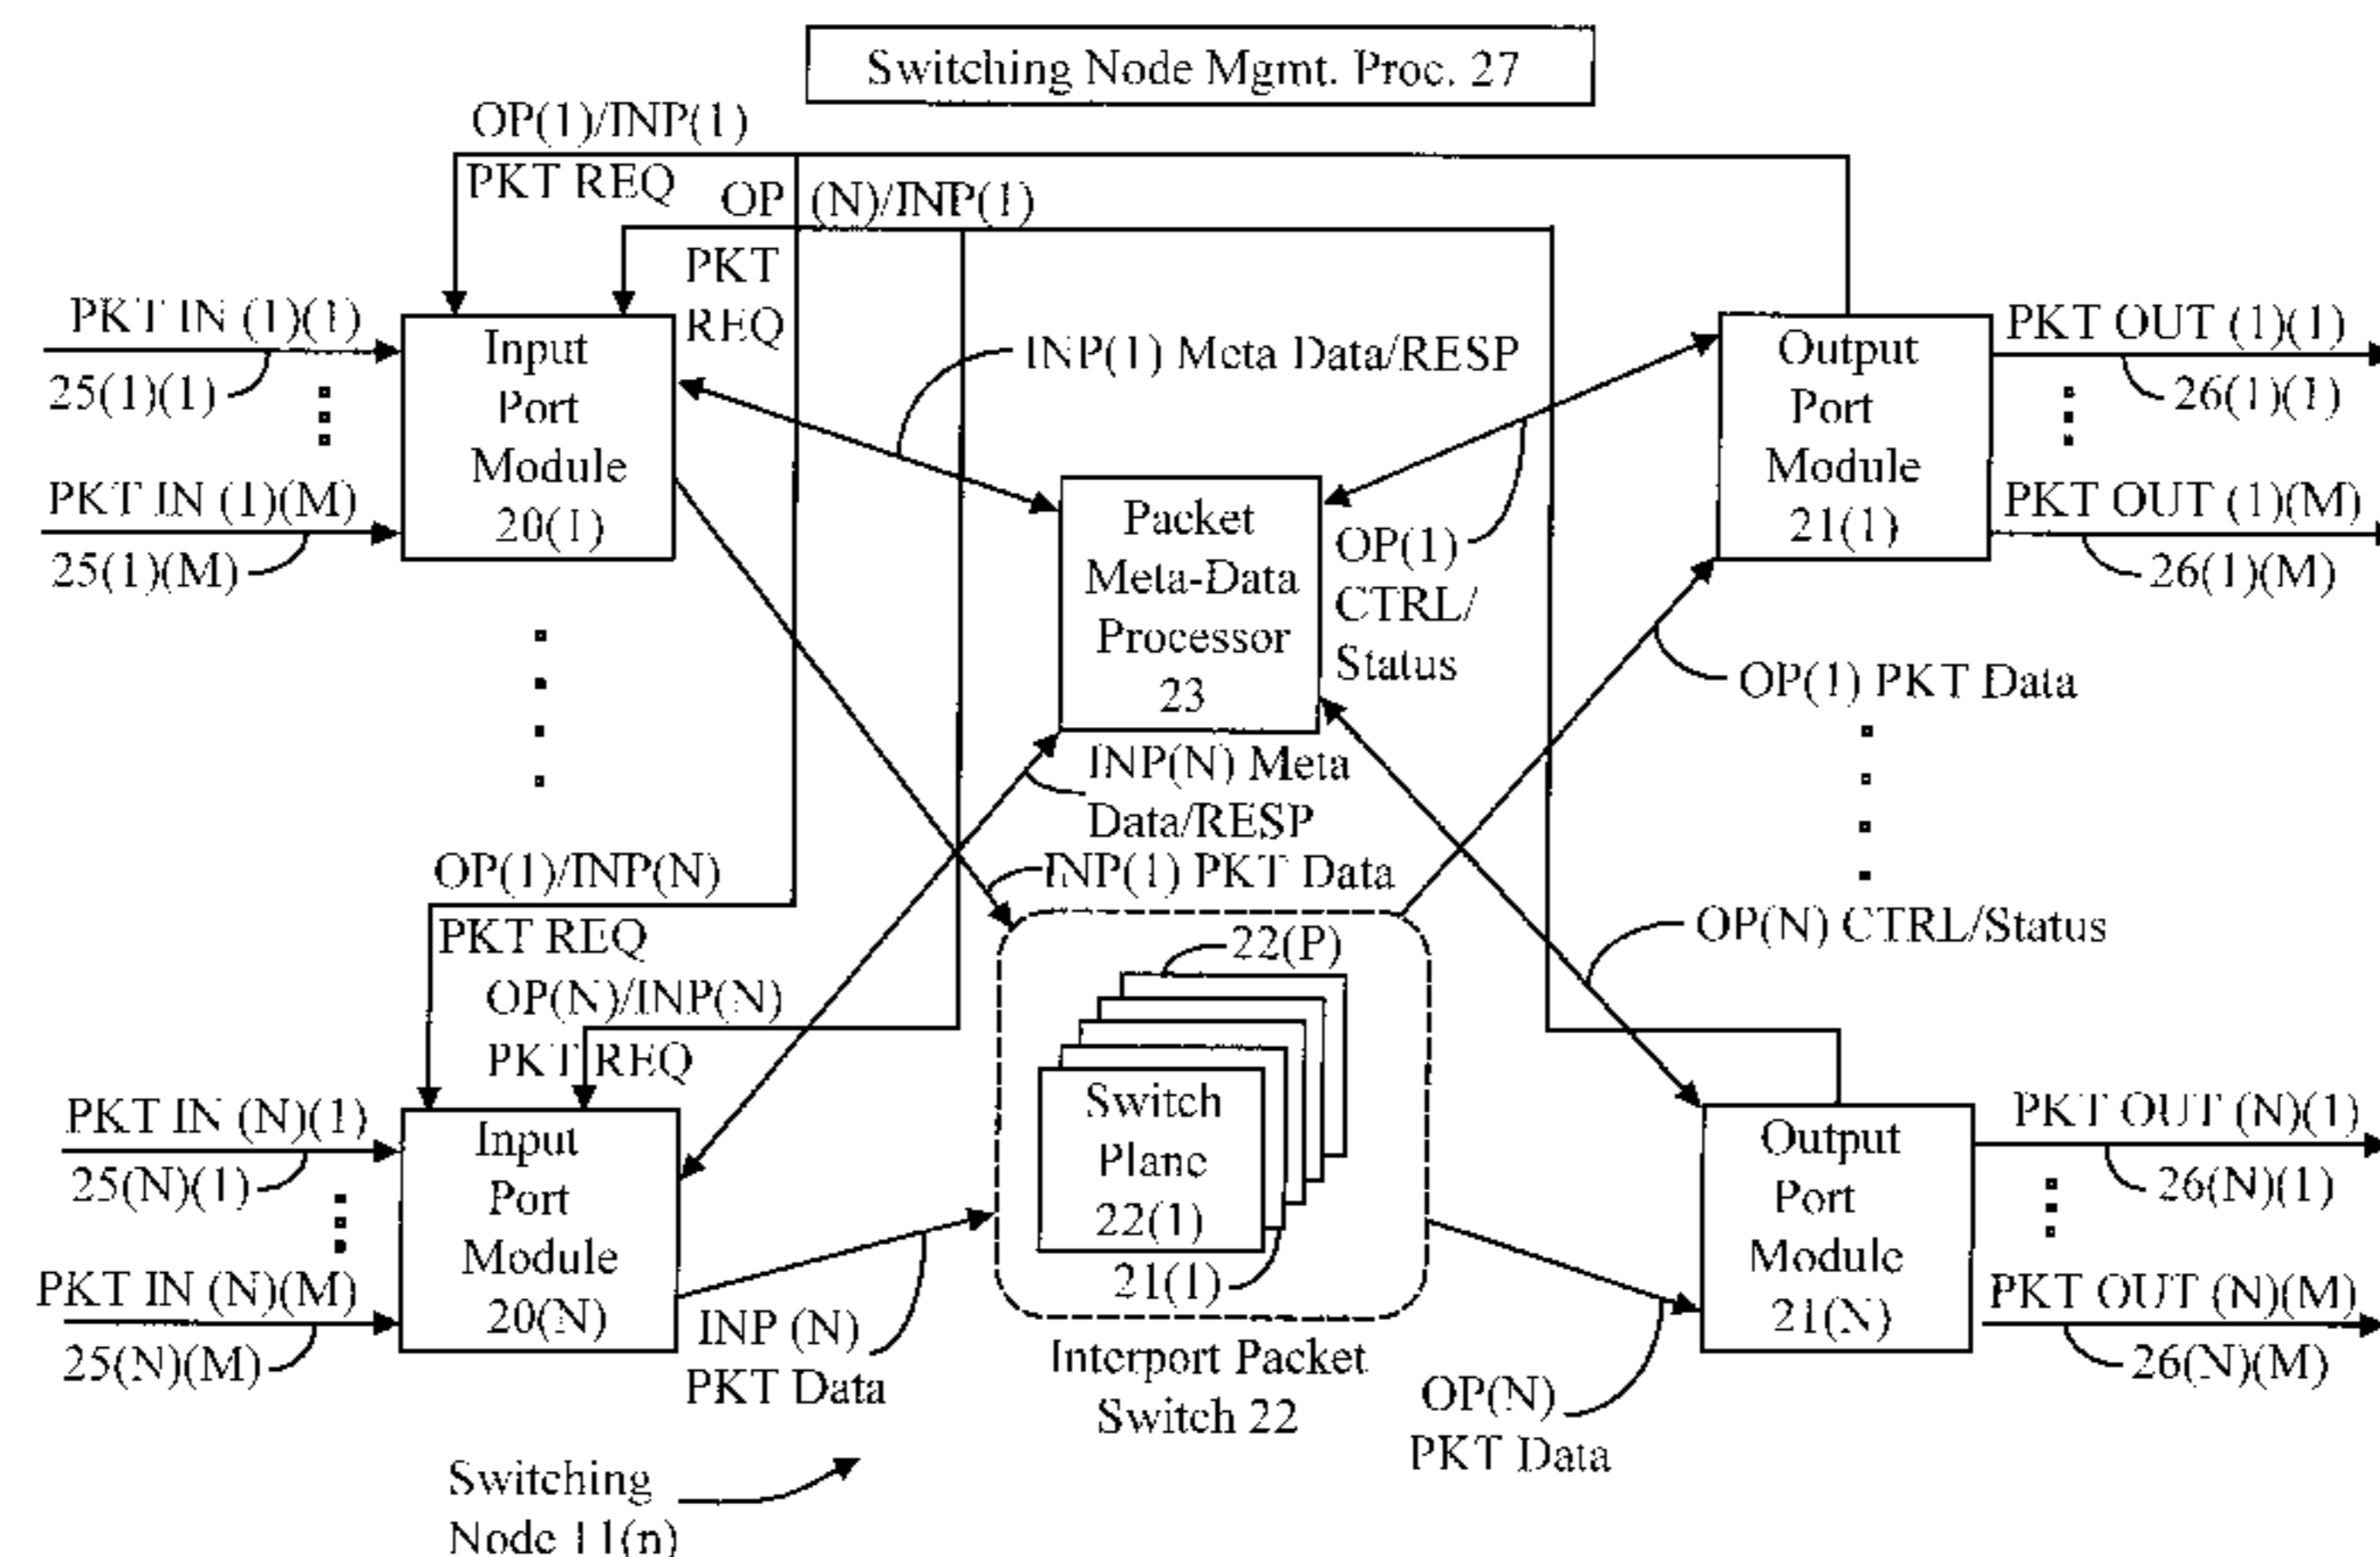 Switching Node Mgmt. Proc. 27
OP(1)/INP(1)
PKT REQ
OP (N)/INP(1)
PKT
REQ
PKT IN (1)(1)
25(1)(1)
PKT IN (1)(M)
25(1)(M)
Input
Port
Module
20(1)
INP(1) Meta Data/RESP
Packet
Meta-Data
Processor
23
OP(1)
CTRL/
Status
Output
Port
Module
21(1)
PKT OUT (1)(1)
26(1)(1)
PKT OUT (1)(M)
26(1)(M)
OP(1) PKT Data
INP(N) Meta
Data/RESP
INP(1) PKT Data
OP(1)/INP(N)
PKT REQ
OP(N)/INP(N)
PKT REQ
OP(N) CTRL/Status
22(P)
Switch
Plane
22(1)
21(1)
Interport Packet
Switch 22
PKT IN (N)(1)
25(N)(1)
PKT IN (N)(M)
25(N)(M)
Input
Port
Module
20(N)
INP (N)
PKT Data
Output
Port
Module
21(N)
PKT OUT (N)(1)
26(N)(1)
PKT OUT (N)(M)
26(N)(M)
OP(N)
PKT Data
Switching
Node 11(n)